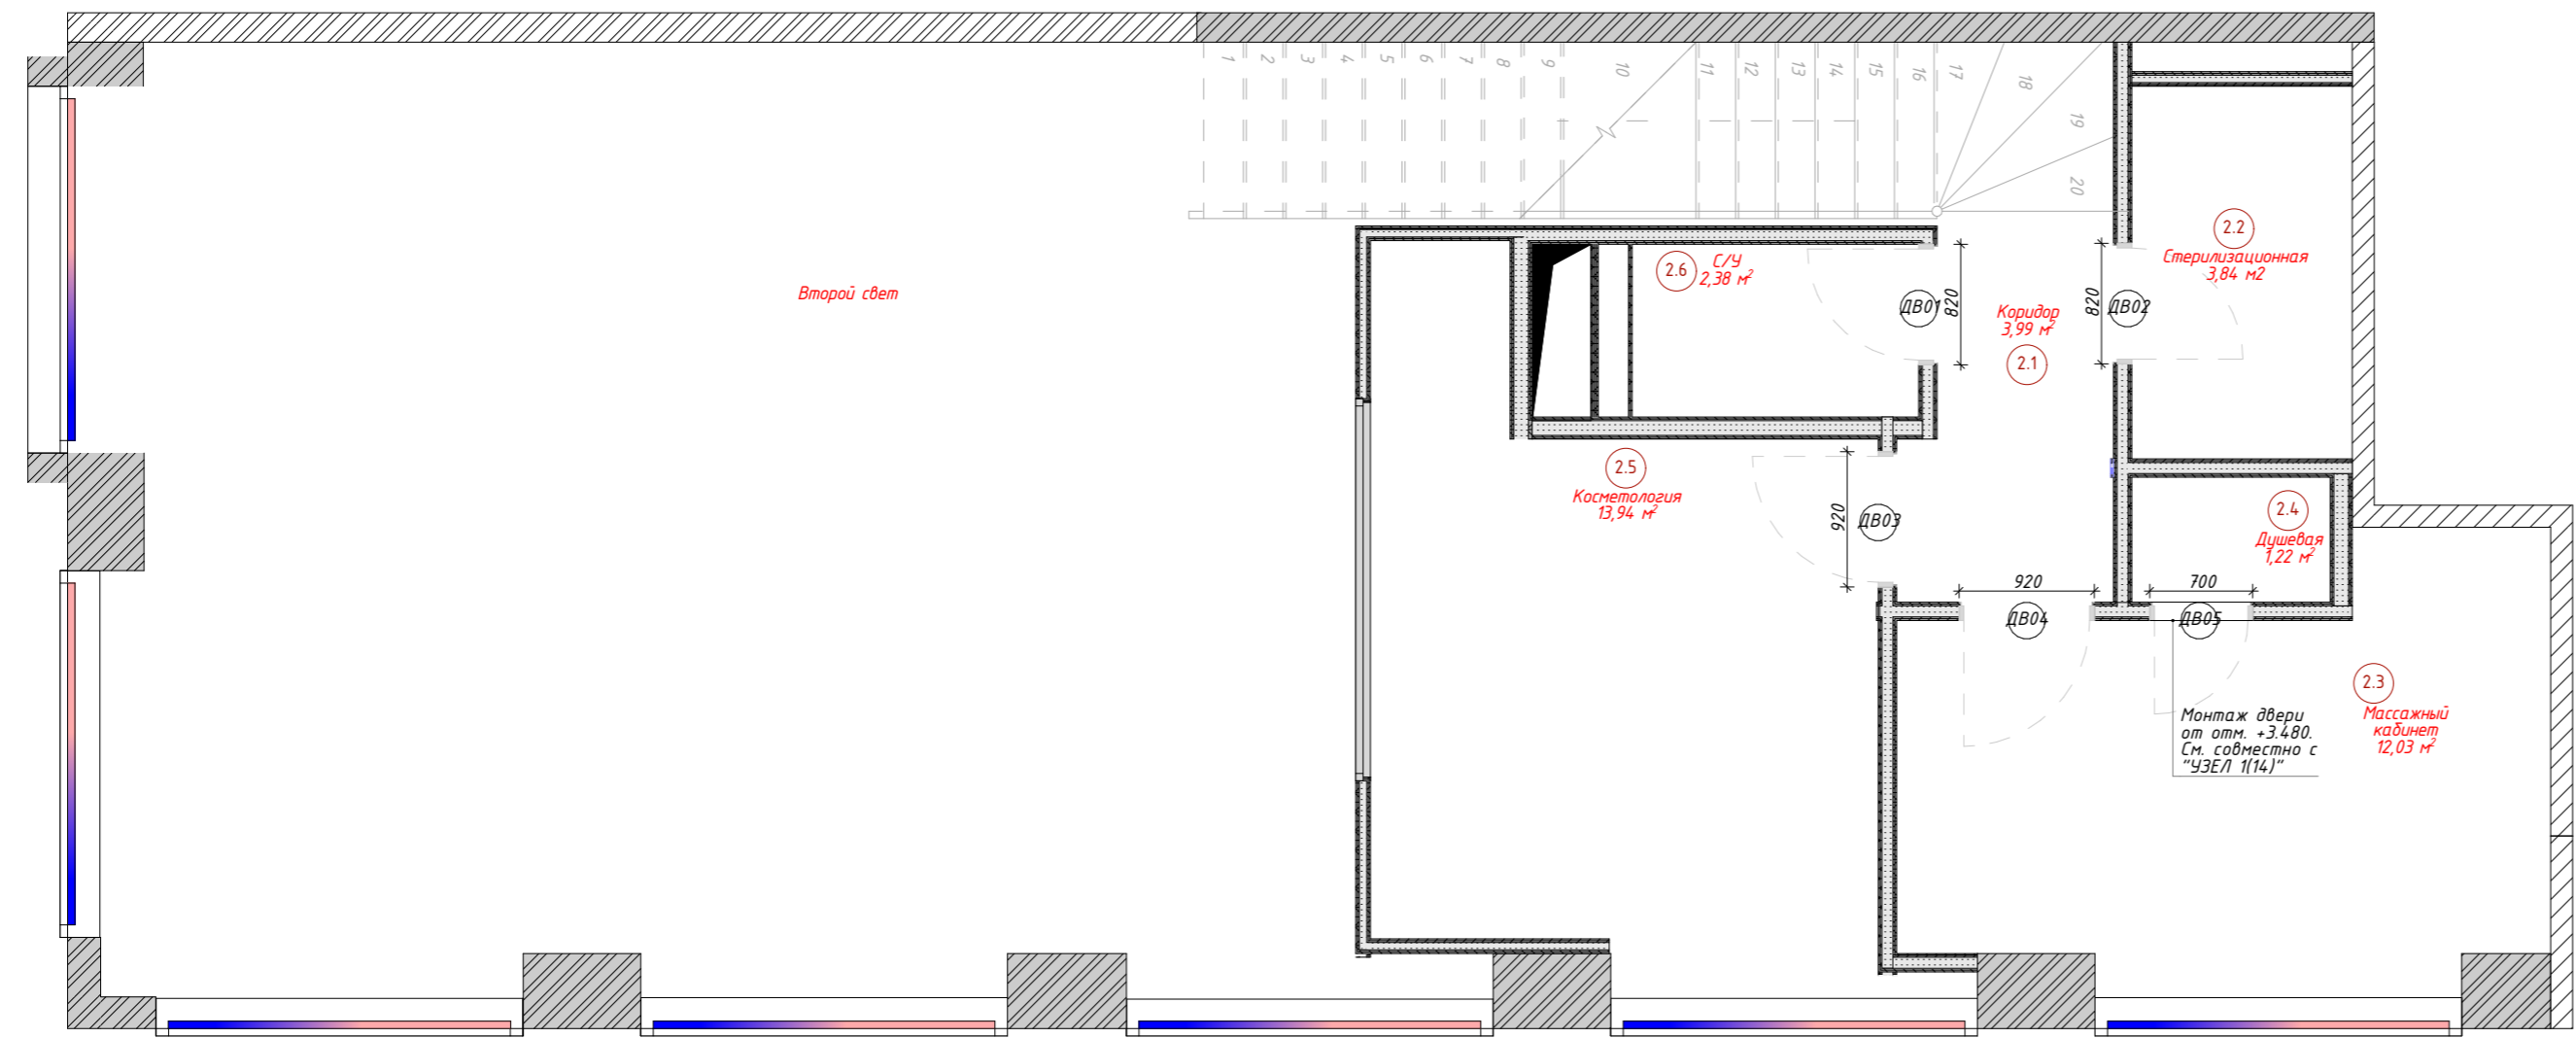 1
2
3
4
5
6
7
8
9
10
11
12
13
14
15
16
17
18
19
20
Второй свет
2.6
С/У
2,38 м²
ДВ01
820
Коридор
3,99 м²
2.1
820
ДВ02
2.2
Стерилизационная
3,84 м2
2.5
Косметология
13,94 м²
920
ДВ03
2.4
Душевая
1,22 м²
920
ДВ04
700
ДВ05
Монтаж двери
от отм. +3.480.
См. совместно с
"УЗЕЛ 1(14)"
2.3
Массажный
кабинет
12,03 м²